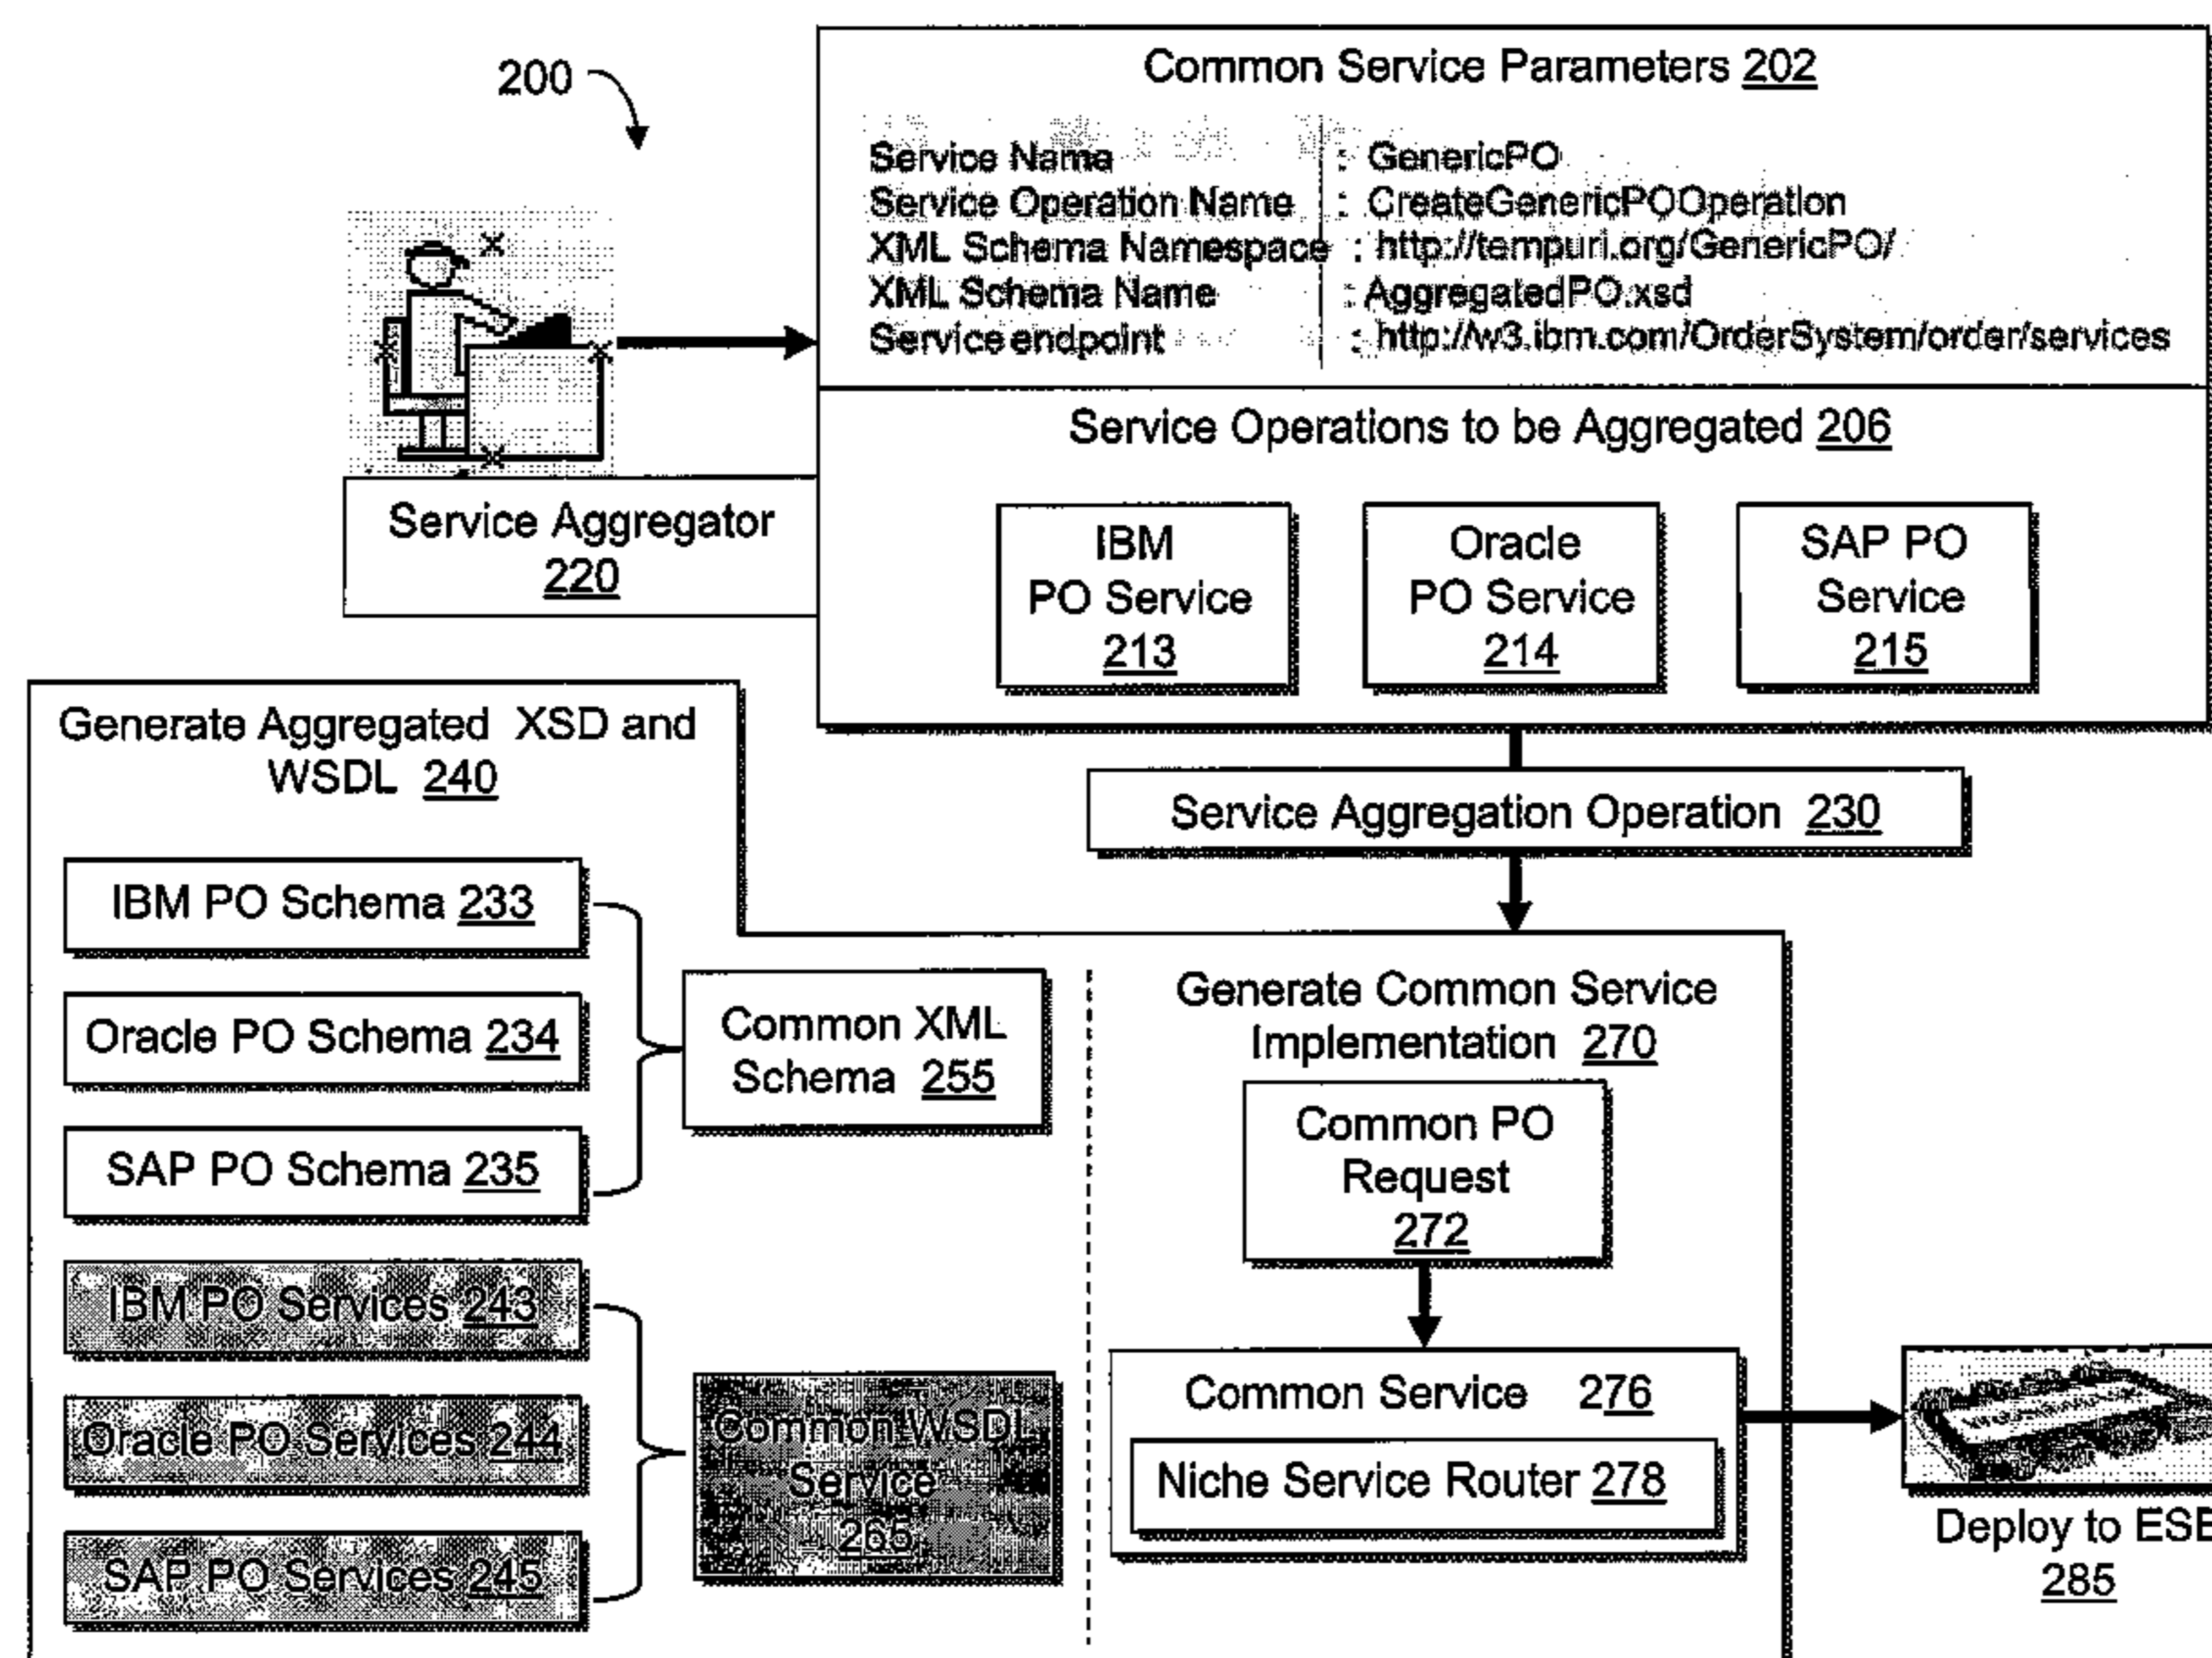 200
Common Service Parameters 202
Service Name : GenericPO
Service Operation Name : CreateGenericPOOperation
XML Schema Namespace : http://tempuri.org/GenericPO/
XML Schema Name : AggregatedPO.xsd
Service endpoint : http://w3.ibm.com/OrderSystem/order/services
Service Aggregator
220
Service Operations to be Aggregated 206
IBM
PO Service
213
Oracle
PO Service
214
SAP PO
Service
215
Service Aggregation Operation 230
Generate Aggregated XSD and
WSDL 240
IBM PO Schema 233
Oracle PO Schema 234
SAP PO Schema 235
Common XML
Schema 255
IBM PO Services 243
Oracle PO Services 244
SAP PO Services 245
Common WSDL
Service
265
Generate Common Service
Implementation 270
Common PO
Request
272
Common Service 276
Niche Service Router 278
Deploy to ESB
285